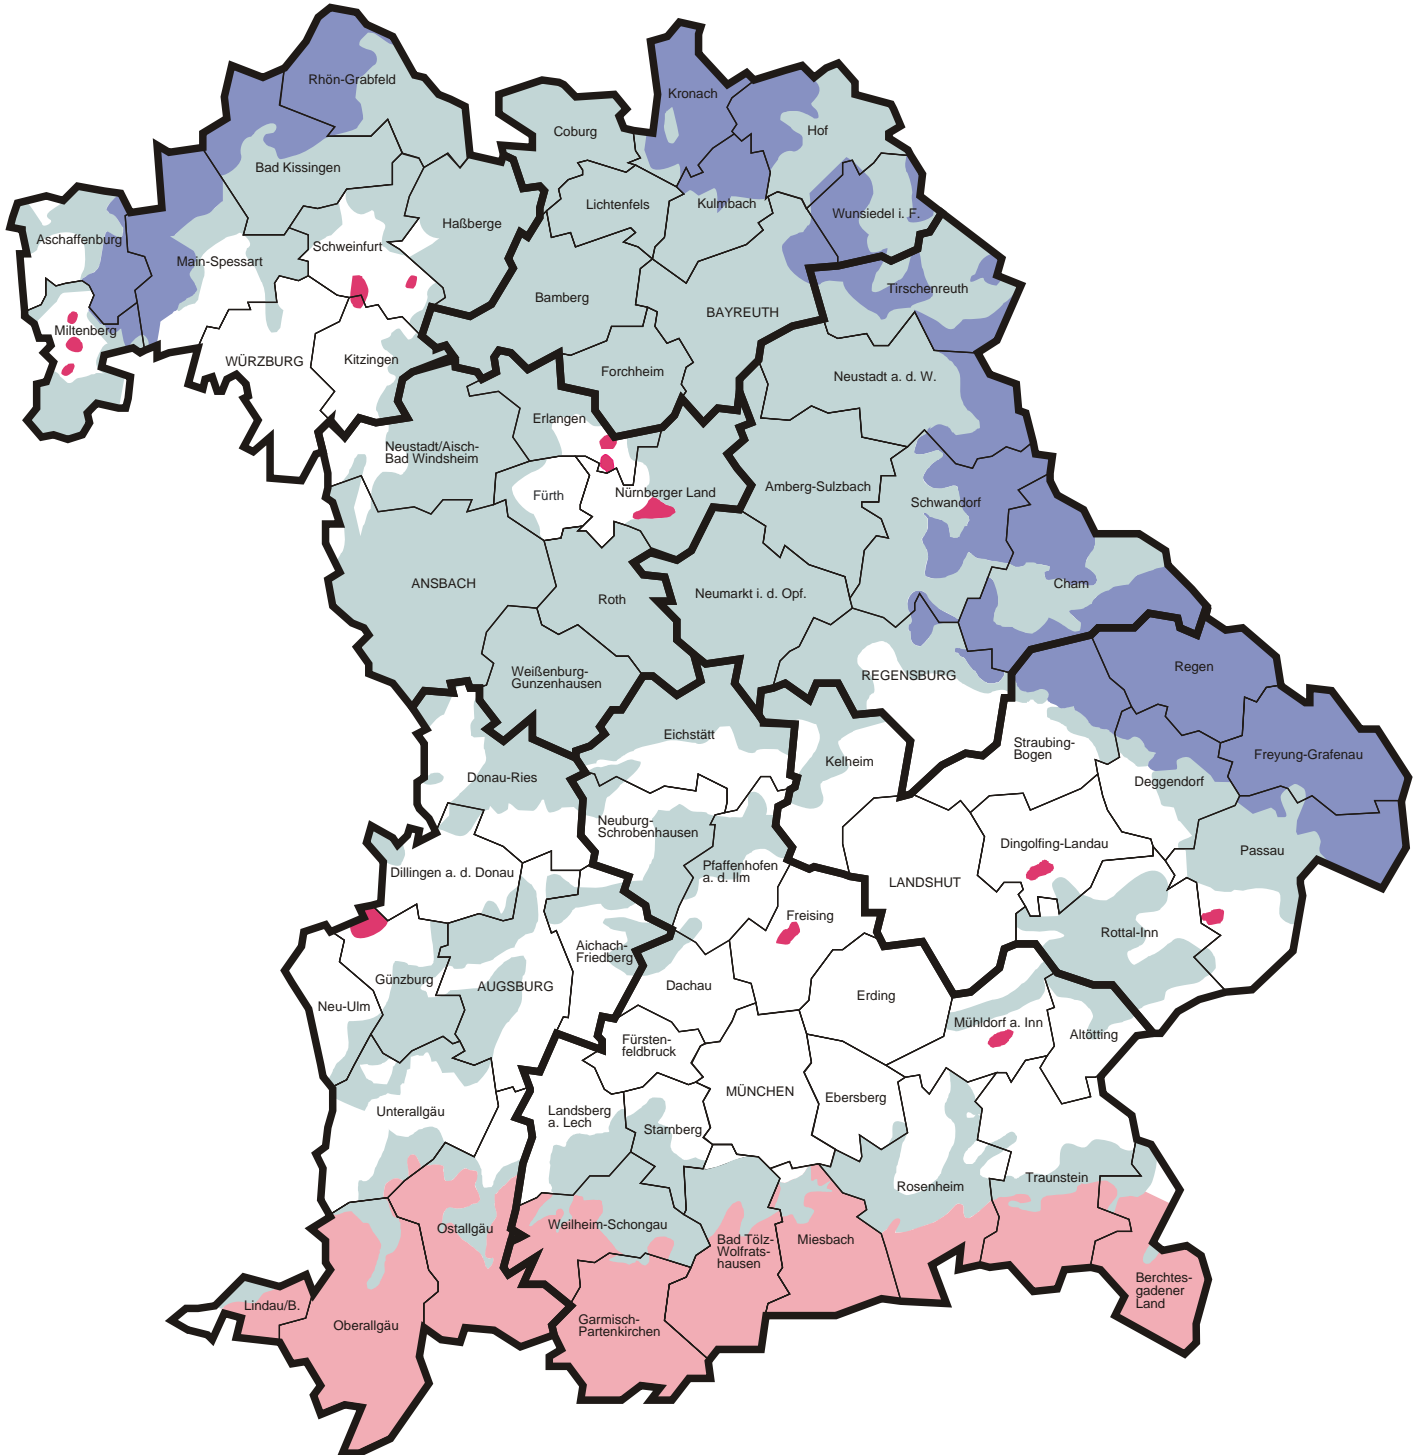 Rhön-Grabfeld
Kronach
Hof
Coburg
Bad Kissingen
Lichtenfels
Kulmbach
Wunsiedel i. F.
Haßberge
Aschaffenburg
Schweinfurt
Main-Spessart
Tirschenreuth
Bamberg
BAYREUTH
Miltenberg
WÜRZBURG
Kitzingen
Forchheim
Neustadt a. d. W.
Erlangen
Neustadt/Aisch-
Bad Windsheim
Amberg-Sulzbach
Fürth
Nürnberger Land
Schwandorf
ANSBACH
Cham
Roth
Neumarkt i. d. Opf.
Regen
Weißenburg-
Gunzenhausen
REGENSBURG
Eichstätt
Straubing-
Bogen
Freyung-Grafenau
Kelheim
Donau-Ries
Deggendorf
Neuburg-
Schrobenhausen
Dingolfing-Landau
Passau
Pfaffenhofen
a. d. Ilm
Dillingen a. d. Donau
LANDSHUT
Freising
Rottal-Inn
Aichach-
Friedberg
Günzburg
AUGSBURG
Dachau
Erding
Neu-Ulm
Mühldorf a. Inn
Altötting
Fürsten-
feldbruck
MÜNCHEN
Ebersberg
Unterallgäu
Landsberg
a. Lech
Starnberg
Rosenheim
Traunstein
Ostallgäu
Weilheim-Schongau
Bad Tölz-
Wolfrats-
hausen
Miesbach
Berchtes-
gadener
Land
Lindau/B.
Oberallgäu
Garmisch-
Partenkirchen